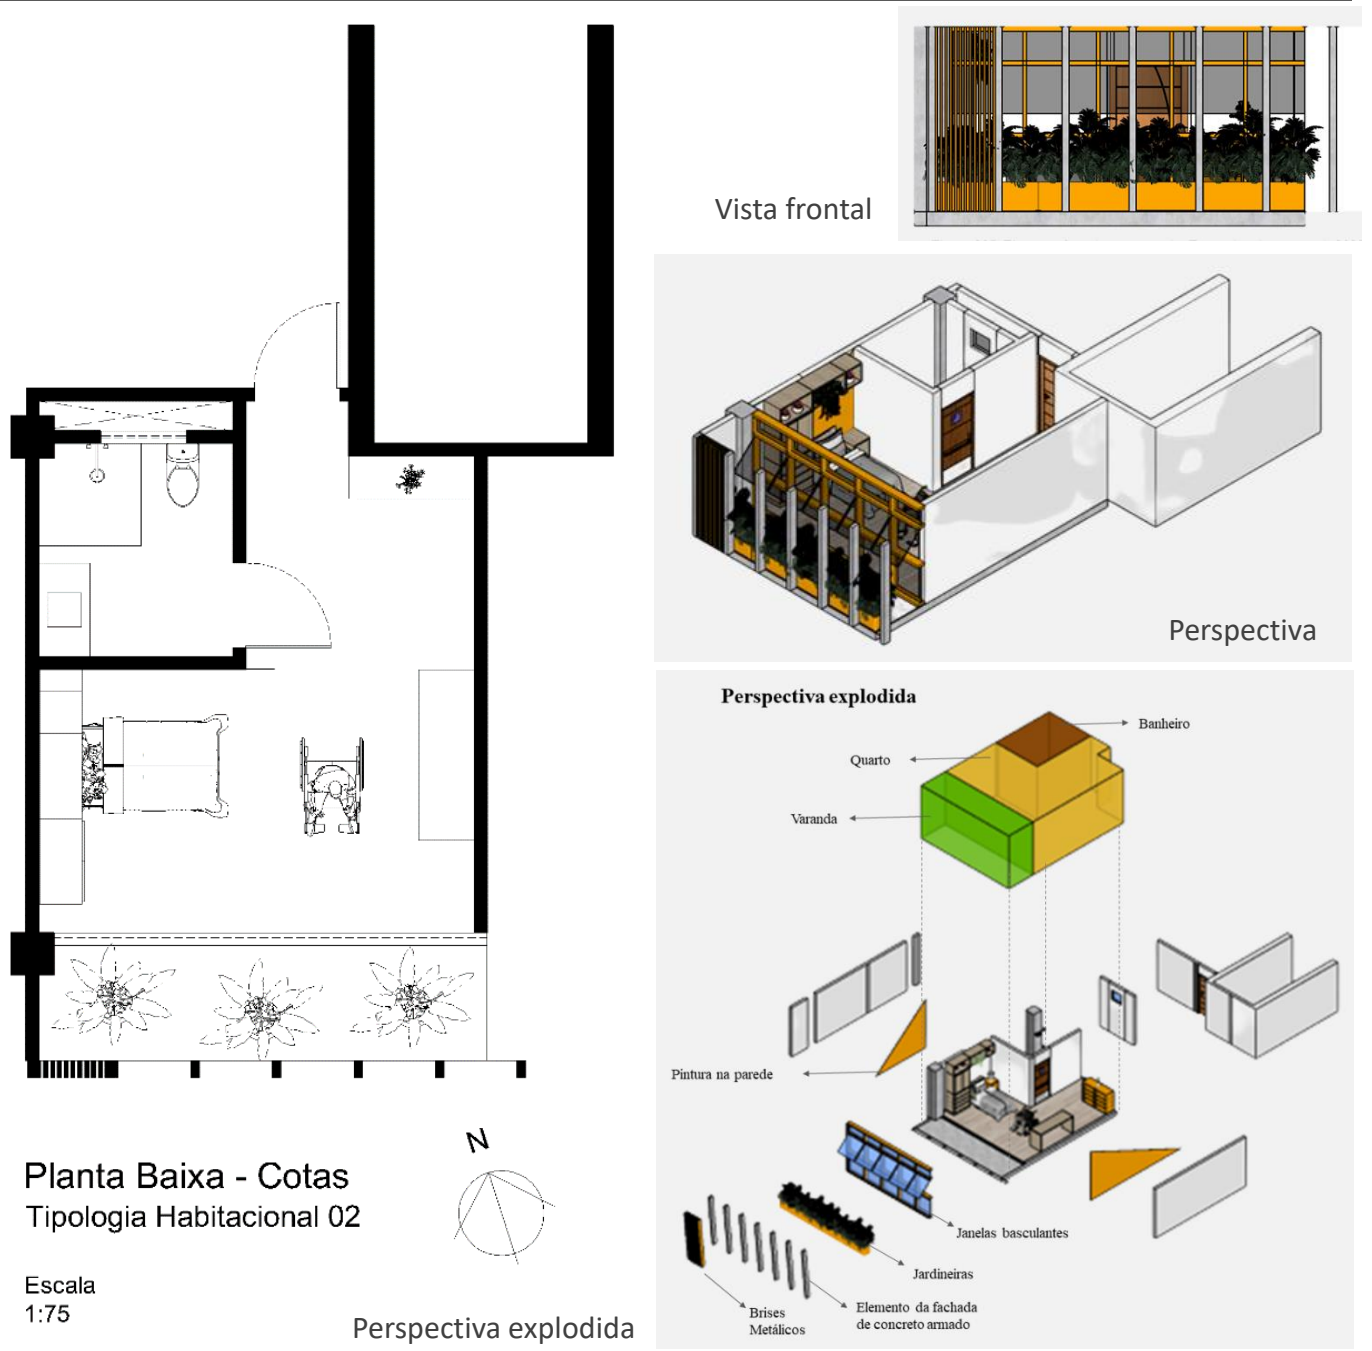 Vista frontal
Perspectiva
Perspectiva explodida
Banheiro
Quarto
Varanda
Pintura na parede
Janelas basculantes
Jardineiras
Elemento da fachada
de concreto armado
Brises
Metálicos
N
Planta Baixa - Cotas
Tipologia Habitacional 02
Escala
1:75
Perspectiva explodida